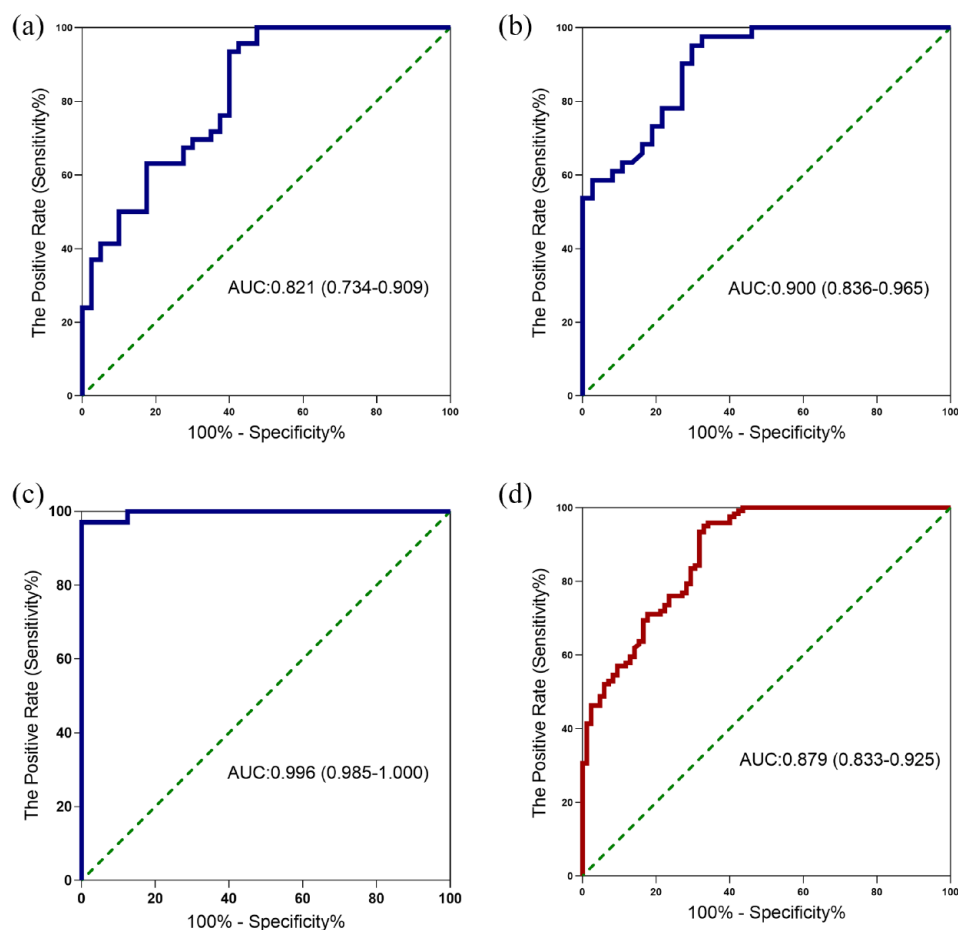 (a)
The Positive Rate (Sensitivity%)
100
80
60
40
20
0
AUC:0.821 (0.734-0.909)
0 20 40 60 80 100
100% - Specificity%
(b)
The Positive Rate (Sensitivity%)
100
80
60
40
20
0
AUC:0.900 (0.836-0.965)
0 20 40 60 80 100
100% - Specificity%
(c)
The Positive Rate (Sensitivity%)
100
80
60
40
20
0
AUC:0.996 (0.985-1.000)
0 20 40 60 80 100
100% - Specificity%
(d)
The Positive Rate (Sensitivity%)
100
80
60
40
20
0
AUC:0.879 (0.833-0.925)
0 20 40 60 80 100
100% - Specificity%